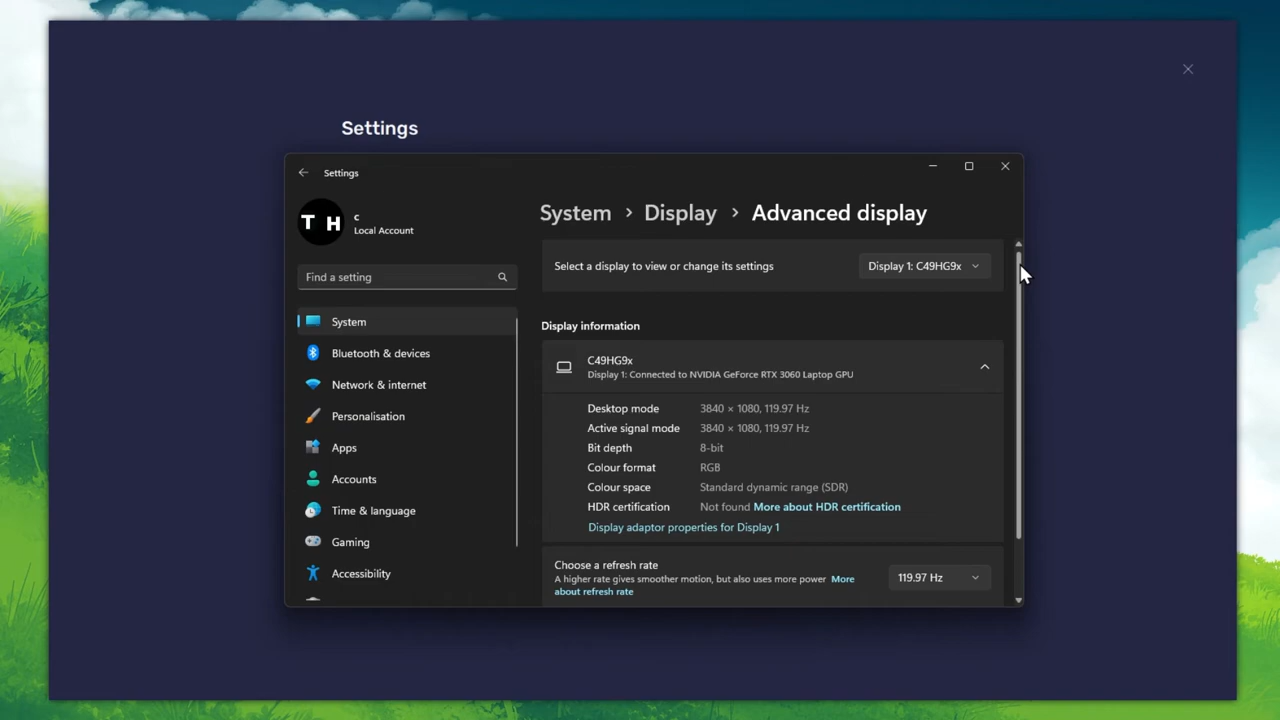 Settings
Settings
T H
c
Local Account
Find a setting
System
Bluetooth & devices
Network & internet
Personalisation
Apps
Accounts
Time & language
Gaming
Accessibility
System > Display > Advanced display
Select a display to view or change its settings
Display 1: C49HG9x
Display information
C49HG9x
Display 1: Connected to NVIDIA GeForce RTX 3060 Laptop GPU
Desktop mode 3840 × 1080, 119.97 Hz
Active signal mode 3840 × 1080, 119.97 Hz
Bit depth 8-bit
Colour format RGB
Colour space Standard dynamic range (SDR)
HDR certification Not found More about HDR certification
Display adaptor properties for Display 1
Choose a refresh rate
A higher rate gives smoother motion, but also uses more power More
about refresh rate
119.97 Hz